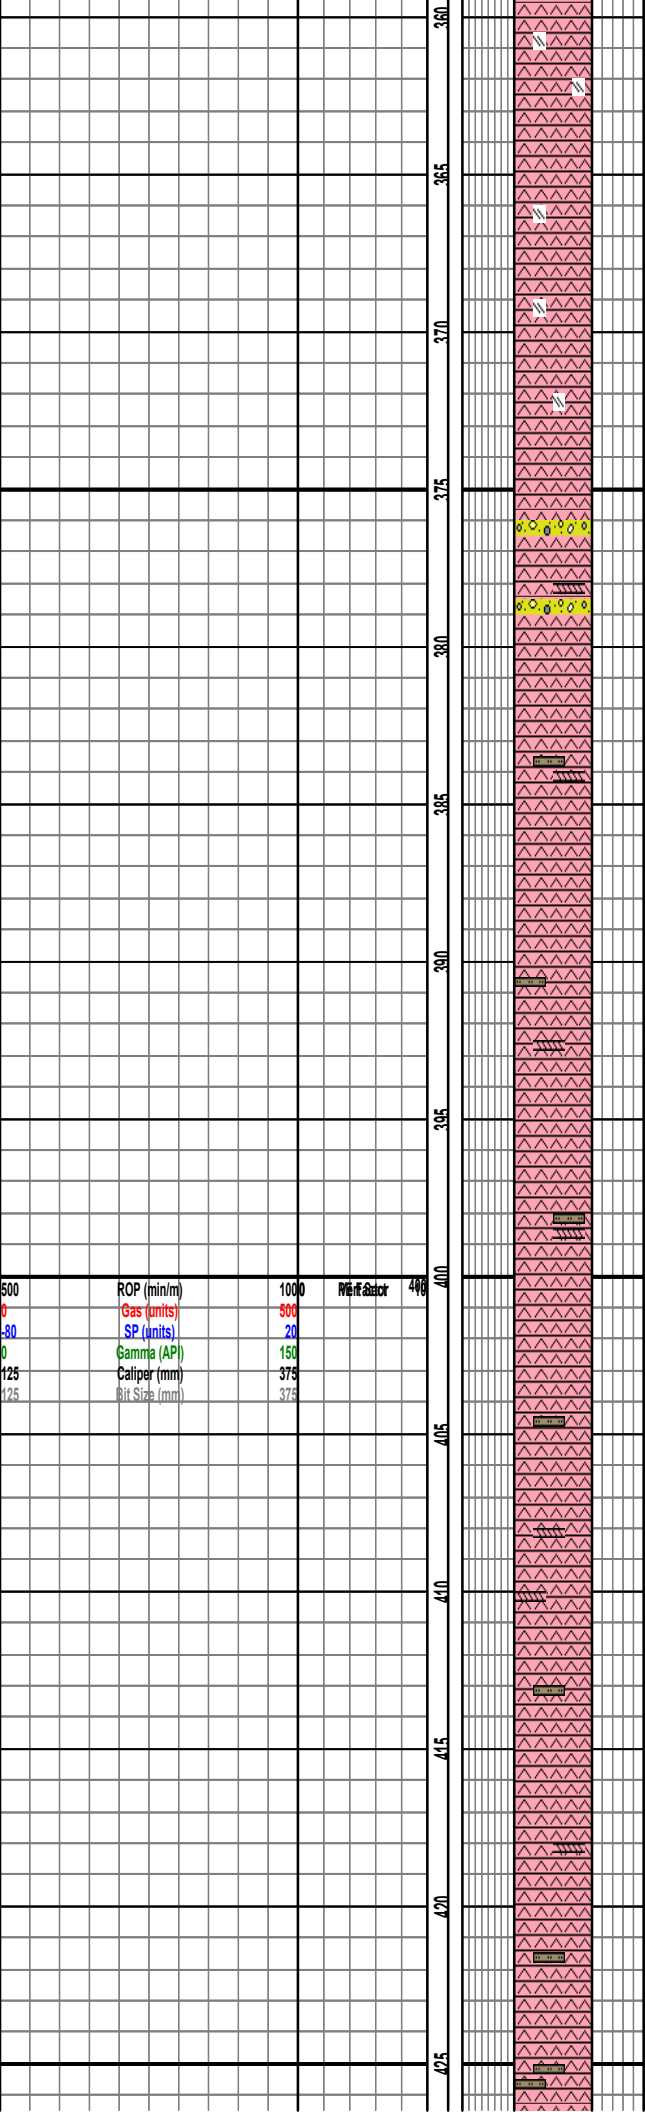 360
365
370
375
380
385
390
395
400
500 ROP (min/m) 1000
0 Gas (units) 500
-80 SP (units) 20
0 Gamma (API) 150
125 Caliper (mm) 375
125 Bit Size (mm) 375
405
410
415
420
425